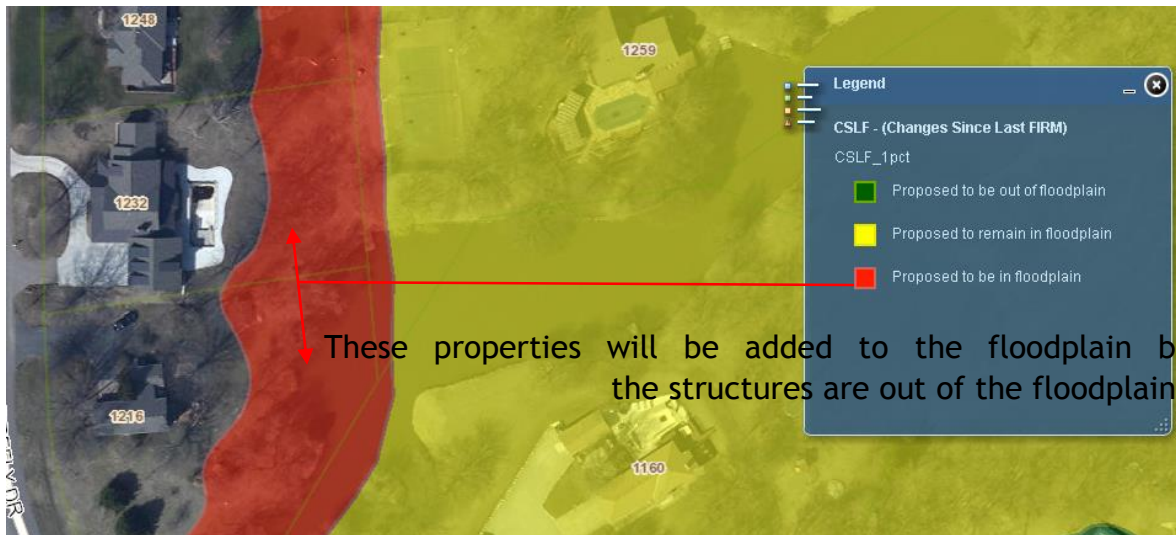 1248
1259
Legend
CSLF - (Changes Since Last FIRM)
CSLF_1pct
Proposed to be out of floodplain
1232
Proposed to remain in floodplain
Proposed to be in floodplain
These properties will be added to the floodplain b
the structures are out of the floodplain
1216
1160
DR